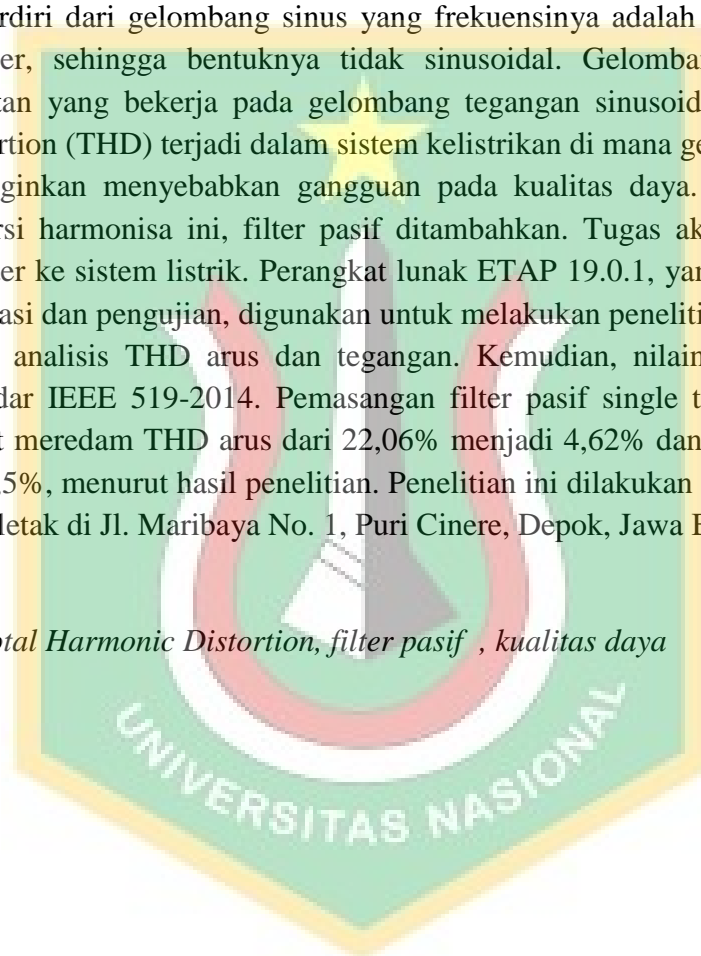 rdiri dari gelombang sinus yang frekuensinya adalah
er, sehingga bentuknya tidak sinusoidal. Gelomba
tan yang bekerja pada gelombang tegangan sinusoid
rtion (THD) terjadi dalam sistem kelistrikan di mana ge
ginkan menyebabkan gangguan pada kualitas daya.
rsi harmonisa ini, filter pasif ditambahkan. Tugas ak
er ke sistem listrik. Perangkat lunak ETAP 19.0.1, yan
asi dan pengujian, digunakan untuk melakukan peneliti
analisis THD arus dan tegangan. Kemudian, nilain
dar IEEE 519-2014. Pemasangan filter pasif single t
t meredam THD arus dari 22,06% menjadi 4,62% dan
,5%, menurut hasil penelitian. Penelitian ini dilakukan
letak di Jl. Maribaya No. 1, Puri Cinere, Depok, Jawa B
otal Harmonic Distortion, filter pasif , kualitas daya
UNIVERSITAS NASIONAL